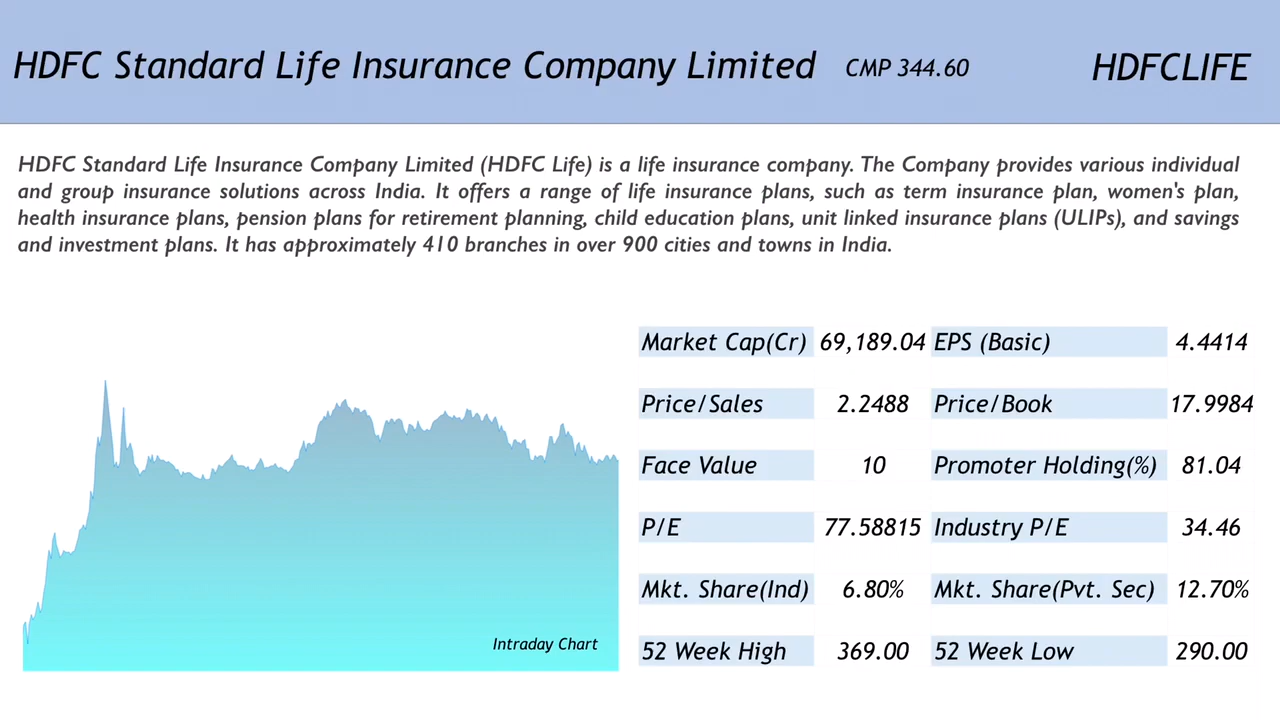 HDFC Standard Life Insurance Company Limited CMP 344.60 HDFCLIFE
HDFC Standard Life Insurance Company Limited (HDFC Life) is a life insurance company. The Company provides various individual
and group insurance solutions across India. It offers a range of life insurance plans, such as term insurance plan, women's plan,
health insurance plans, pension plans for retirement planning, child education plans, unit linked insurance plans (ULIPs), and savings
and investment plans. It has approximately 410 branches in over 900 cities and towns in India.
Market Cap(Cr) 69,189.04 EPS (Basic) 4.4414
Price/Sales 2.2488 Price/Book 17.9984
Face Value 10 Promoter Holding(%) 81.04
P/E 77.58815 Industry P/E 34.46
Mkt. Share(Ind) 6.80% Mkt. Share(Pvt. Sec) 12.70%
52 Week High 369.00 52 Week Low 290.00
Intraday Chart